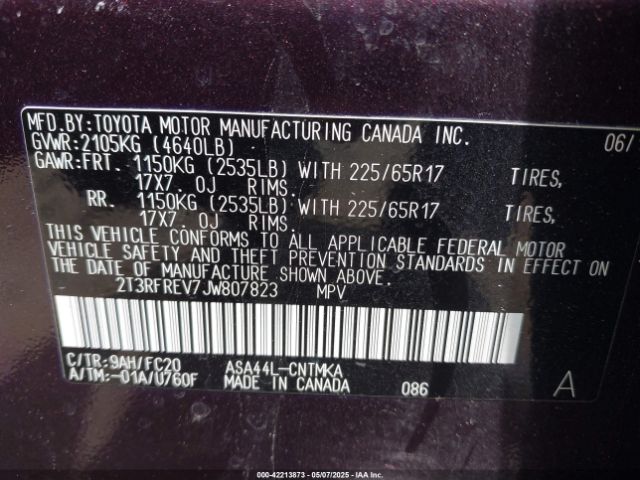 MFD.BY:TOYOTA MOTOR MANUFACTURING CANADA INC. 06/
GVWR:2105KG (4640LB)
GAWR:FRT. 1150KG (2535LB) WITH 225/65R17 TIRES,
17X7. 0J RIMS.
RR. 1150KG (2535LB) WITH 225/65R17 TIRES,
17X7. 0J RIMS.
THIS VEHICLE CONFORMS TO ALL APPLICABLE FEDERAL MOTOR
VEHICLE SAFETY AND THEFT PREVENTION STANDARDS IN EFFECT ON
THE DATE OF MANUFACTURE SHOWN ABOVE.
2T3RFREV7JW807823 MPV
C/TR:9AH/FC20 ASA44L-CNTMKA
A/TM:-01A/U760F MADE IN CANADA 086 A
000-42213873 - 05/07/2025 - IAA Inc. (Copyright)